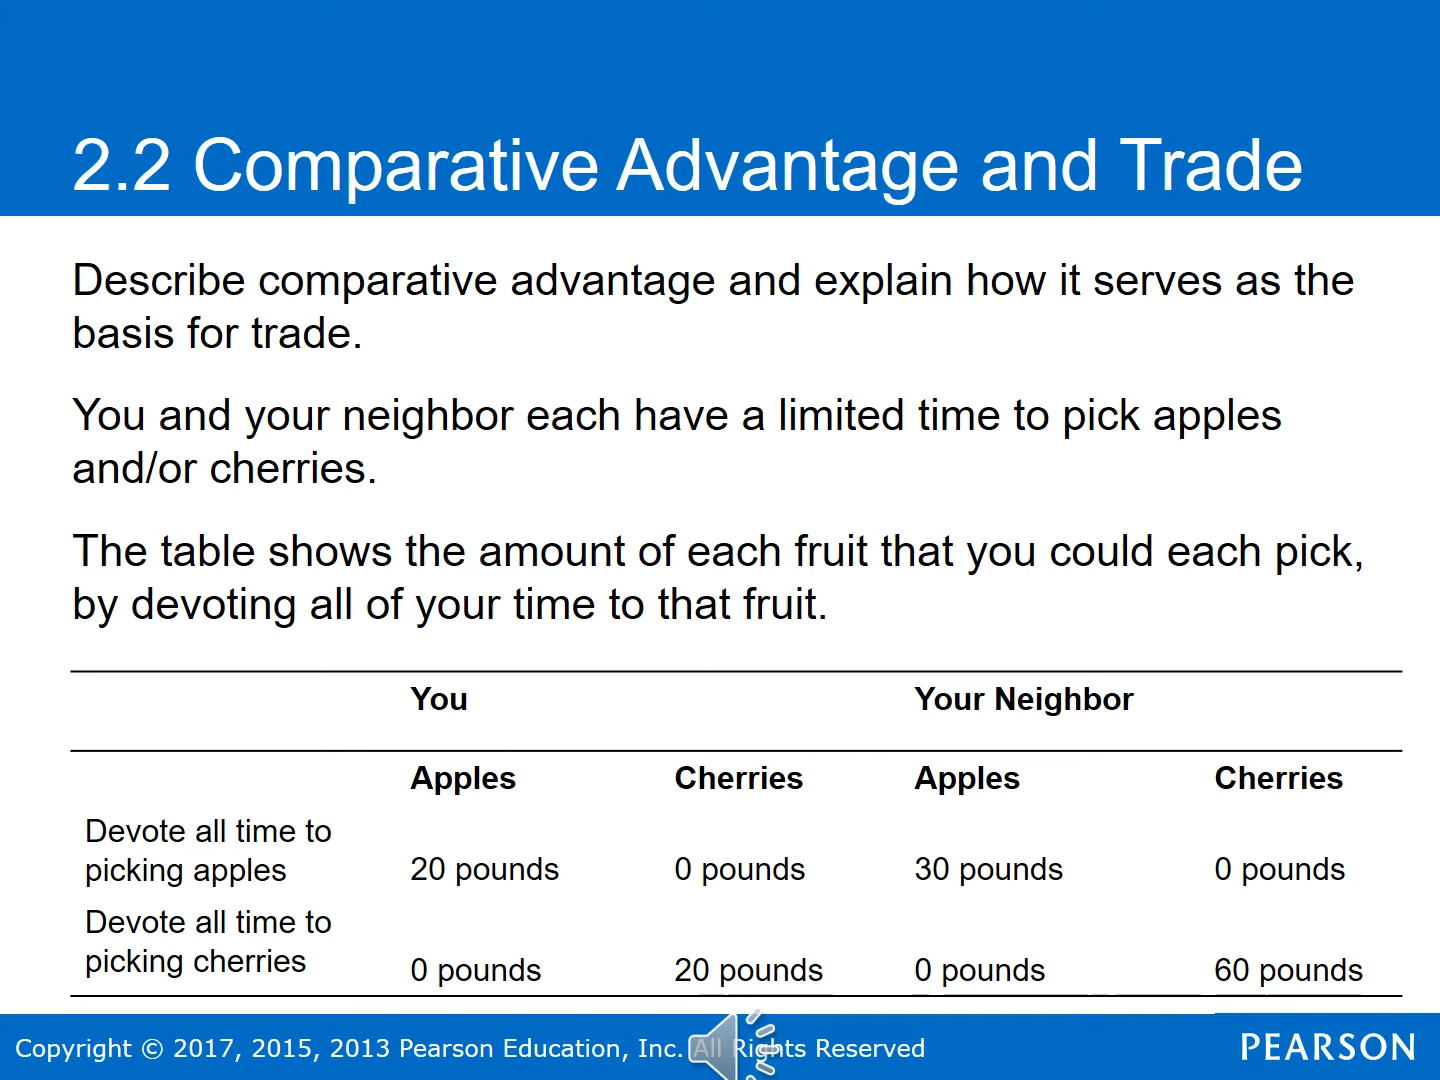 2.2 Comparative Advantage and Trade
Describe comparative advantage and explain how it serves as the
basis for trade.
You and your neighbor each have a limited time to pick apples
and/or cherries.
The table shows the amount of each fruit that you could each pick,
by devoting all of your time to that fruit.
You Your Neighbor
Apples Cherries Apples Cherries
Devote all time to
picking apples 20 pounds 0 pounds 30 pounds 0 pounds
Devote all time to
picking cherries 0 pounds 20 pounds 0 pounds 60 pounds
Copyright © 2017, 2015, 2013 Pearson Education, Inc. All Rights Reserved PEARSON